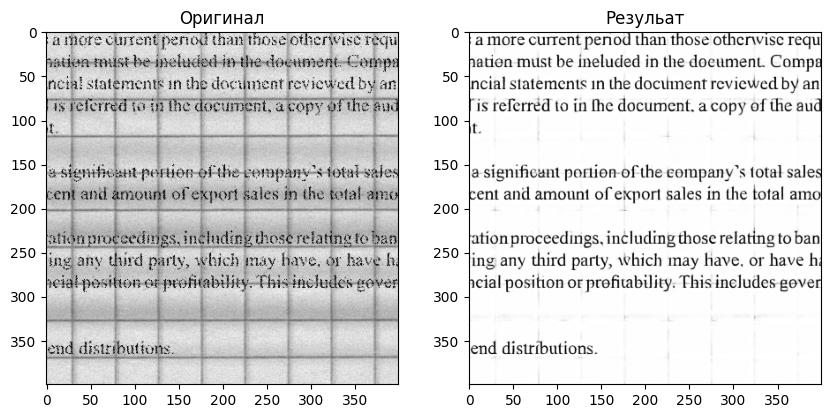 Оригинал
0
50
100
150
200
250
300
350
a more current period than those otherwise requ
nation must be included in the document. Compa
ncial statements in the document reviewed by an
is referred to in the document, a copy of the aud
t.
a significant portion of the company's total sales
cent and amount of export sales in the total amo
ation proceedings, including those relating to ban
ing any third party, which may have, or have ha
ncial position or profitability. This includes gover
end distributions.
0 50 100 150 200 250 300 350
Резульат
0
50
100
150
200
250
300
350
a more current period than those otherwise requ
nation must be included in the document. Compa
ncial statements in the document reviewed by an
is referred to in the document, a copy of the aud
t.
a significant portion of the company's total sales
cent and amount of export sales in the total amo
ation proceedings, including those relating to ban
ing any third party, which may have, or have ha
ncial position or profitability. This includes gover
end distributions.
0 50 100 150 200 250 300 350